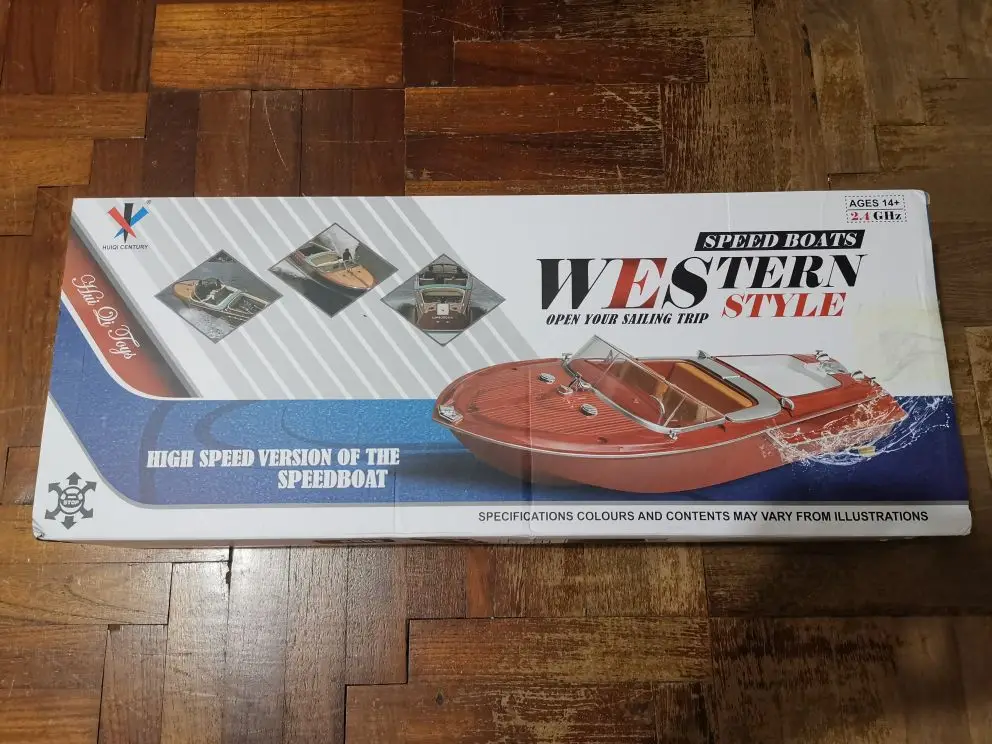 HUIQI CENTURY
®
Hui Qi Toys
AGES 14+
2.4 GHz
SPEED BOATS
WESTERN
STYLE
OPEN YOUR SAILING TRIP
HIGH SPEED VERSION OF THE
SPEEDBOAT
STOP
SPECIFICATIONS COLOURS AND CONTENTS MAY VARY FROM ILLUSTRATIONS